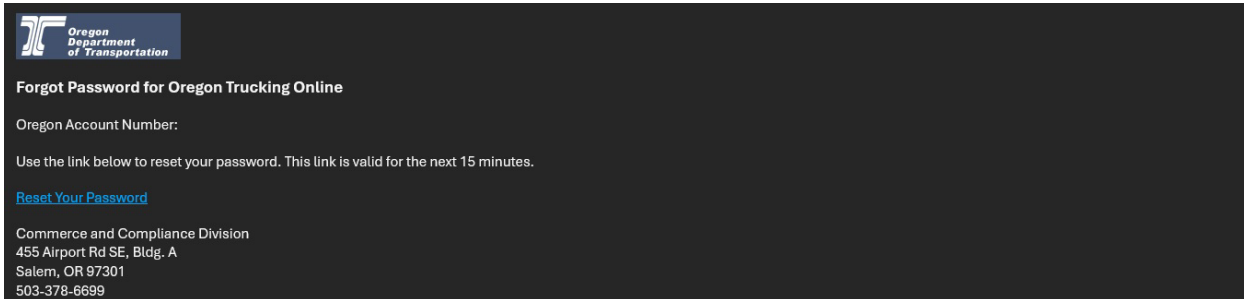 Oregon
Department
of Transportation
Forgot Password for Oregon Trucking Online
Oregon Account Number:
Use the link below to reset your password. This link is valid for the next 15 minutes.
Reset Your Password
Commerce and Compliance Division
455 Airport Rd SE, Bldg. A
Salem, OR 97301
503-378-6699